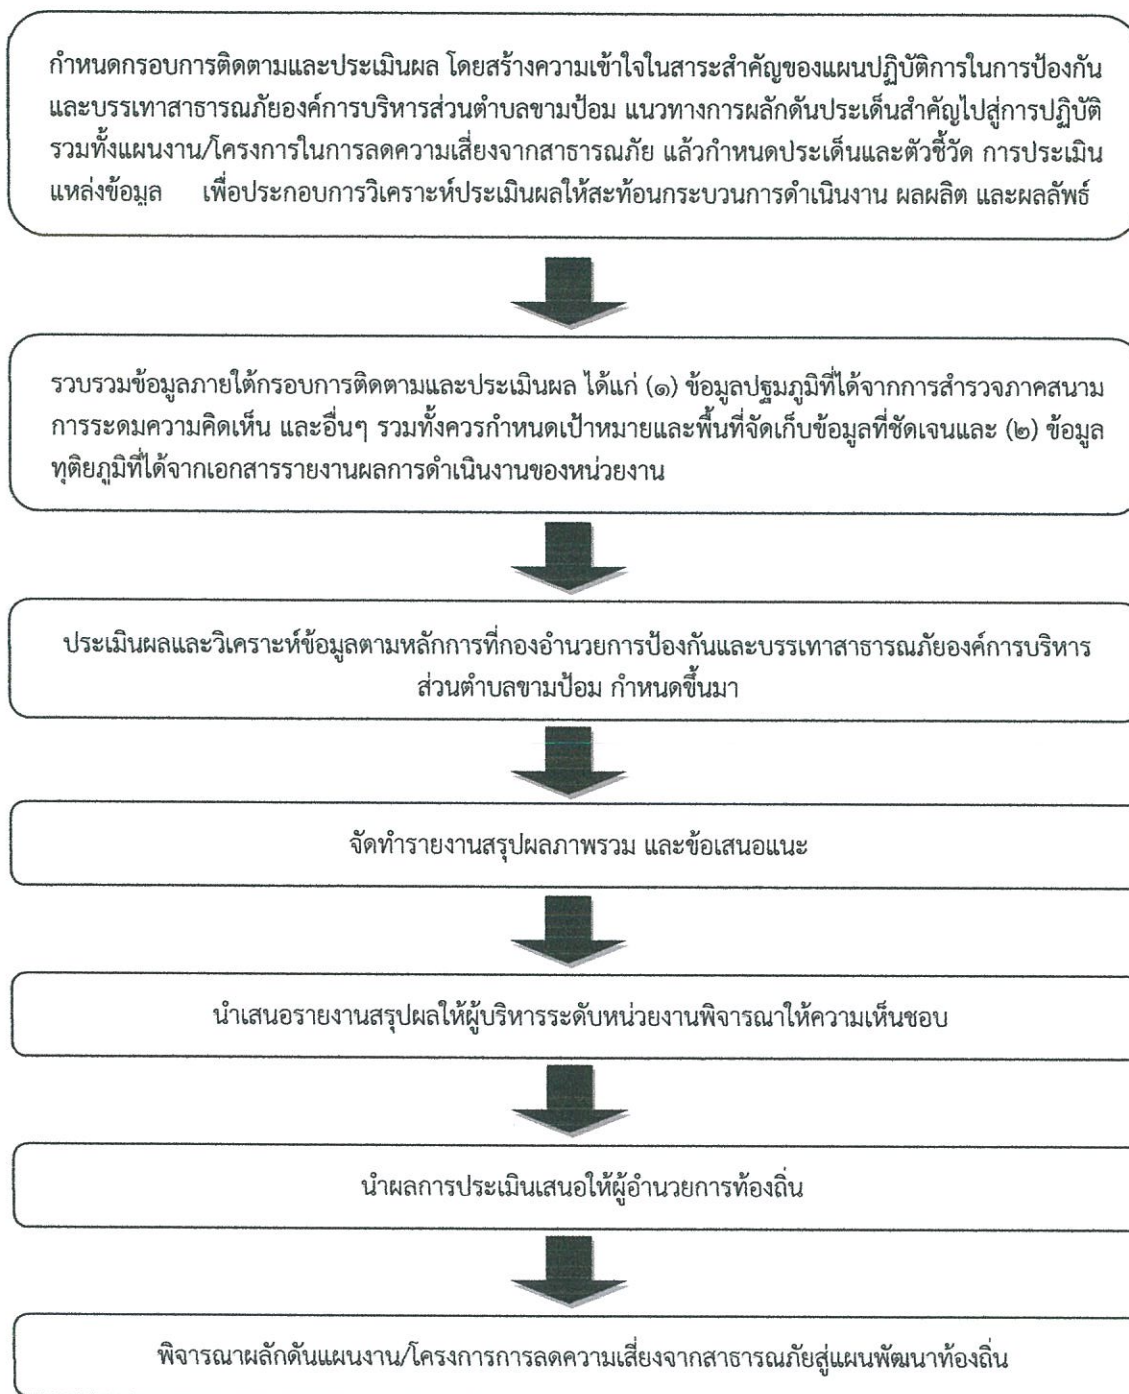 กำหนดกรอบการติดตามและประเมินผล โดยสร้างความเข้าใจในสาระสำคัญของแผนปฏิบัติการในการป้องกัน
และบรรเทาสาธารณภัยองค์การบริหารส่วนตำบลขามป้อม แนวทางการผลักดันประเด็นสำคัญไปสู่การปฏิบัติ
รวมทั้งแผนงาน/โครงการในการลดความเสี่ยงจากสาธารณภัย แล้วกำหนดประเด็นและตัวชี้วัด การประเมิน
แหล่งข้อมูล เพื่อประกอบการวิเคราะห์ประเมินผลให้สะท้อนกระบวนการดำเนินงาน ผลผลิต และผลลัพธ์
รวบรวมข้อมูลภายใต้กรอบการติดตามและประเมินผล ได้แก่ (๑) ข้อมูลปฐมภูมิที่ได้จากการสำรวจภาคสนาม
การระดมความคิดเห็น และอื่นๆ รวมทั้งควรกำหนดเป้าหมายและพื้นที่จัดเก็บข้อมูลที่ชัดเจนและ (๒) ข้อมูล
ทุติยภูมิที่ได้จากเอกสารรายงานผลการดำเนินงานของหน่วยงาน
ประเมินผลและวิเคราะห์ข้อมูลตามหลักการที่กองอำนวยการป้องกันและบรรเทาสาธารณภัยองค์การบริหาร
ส่วนตำบลขามป้อม กำหนดขึ้นมา
จัดทำรายงานสรุปผลภาพรวม และข้อเสนอแนะ
นำเสนอรายงานสรุปผลให้ผู้บริหารระดับหน่วยงานพิจารณาให้ความเห็นชอบ
นำผลการประเมินเสนอให้ผู้อำนวยการท้องถิ่น
พิจารณาผลักดันแผนงาน/โครงการการลดความเสี่ยงจากสาธารณภัยสู่แผนพัฒนาท้องถิ่น